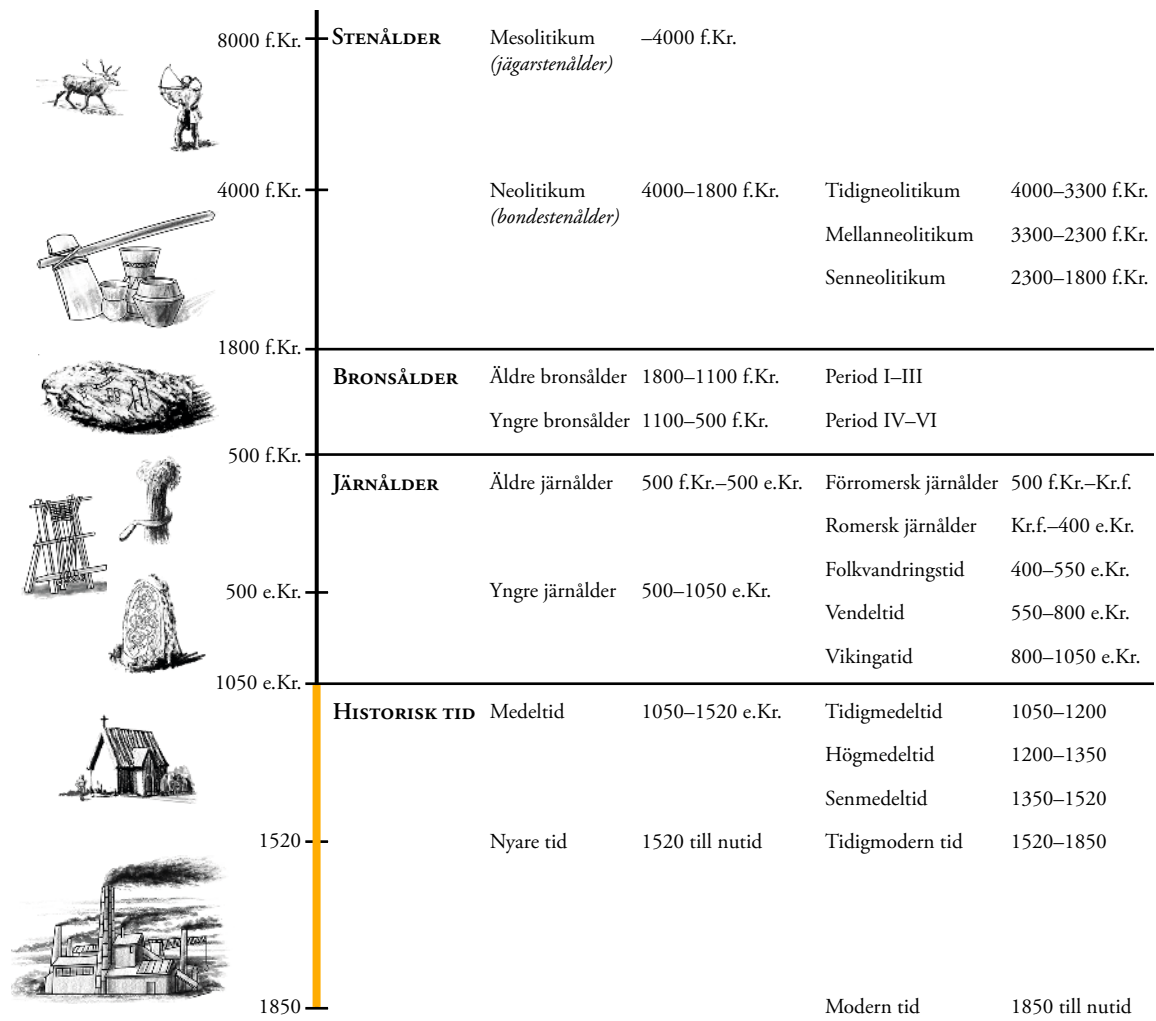 8000 f.Kr. STENÅLDER Mesolitikum –4000 f.Kr.
(jägarstenålder)
4000 f.Kr. Neolitikum 4000–1800 f.Kr. Tidigneolitikum 4000–3300 f.Kr.
(bondestenålder)
Mellanneolitikum 3300–2300 f.Kr.
Senneolitikum 2300–1800 f.Kr.
1800 f.Kr.
BRONSÅLDER Äldre bronsålder 1800–1100 f.Kr. Period I–III
Yngre bronsålder 1100–500 f.Kr. Period IV–VI
500 f.Kr.
JÄRNÅLDER Äldre järnålder 500 f.Kr.–500 e.Kr. Förromersk järnålder 500 f.Kr.–Kr.f.
Romersk järnålder Kr.f.–400 e.Kr.
Folkvandringstid 400–550 e.Kr.
500 e.Kr. Yngre järnålder 500–1050 e.Kr.
Vendeltid 550–800 e.Kr.
Vikingatid 800–1050 e.Kr.
1050 e.Kr.
HISTORISK TID Medeltid 1050–1520 e.Kr. Tidigmedeltid 1050–1200
Högmedeltid 1200–1350
Senmedeltid 1350–1520
1520 Nyare tid 1520 till nutid Tidigmodern tid 1520–1850
1850 Modern tid 1850 till nutid